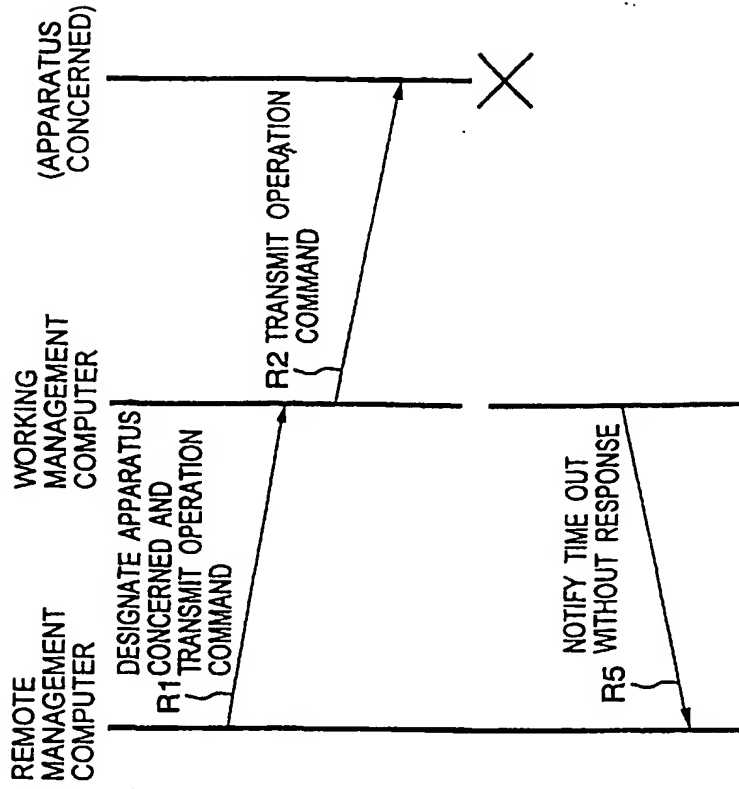 REMOTE
MANAGEMENT
COMPUTER
WORKING
MANAGEMENT
COMPUTER
(APPARATUS
CONCERNED)
DESIGNATE APPARATUS
CONCERNED AND
TRANSMIT OPERATION
COMMAND
R1
R2 TRANSMIT OPERATION
COMMAND
NOTIFY TIME OUT
WITHOUT RESPONSE
R5